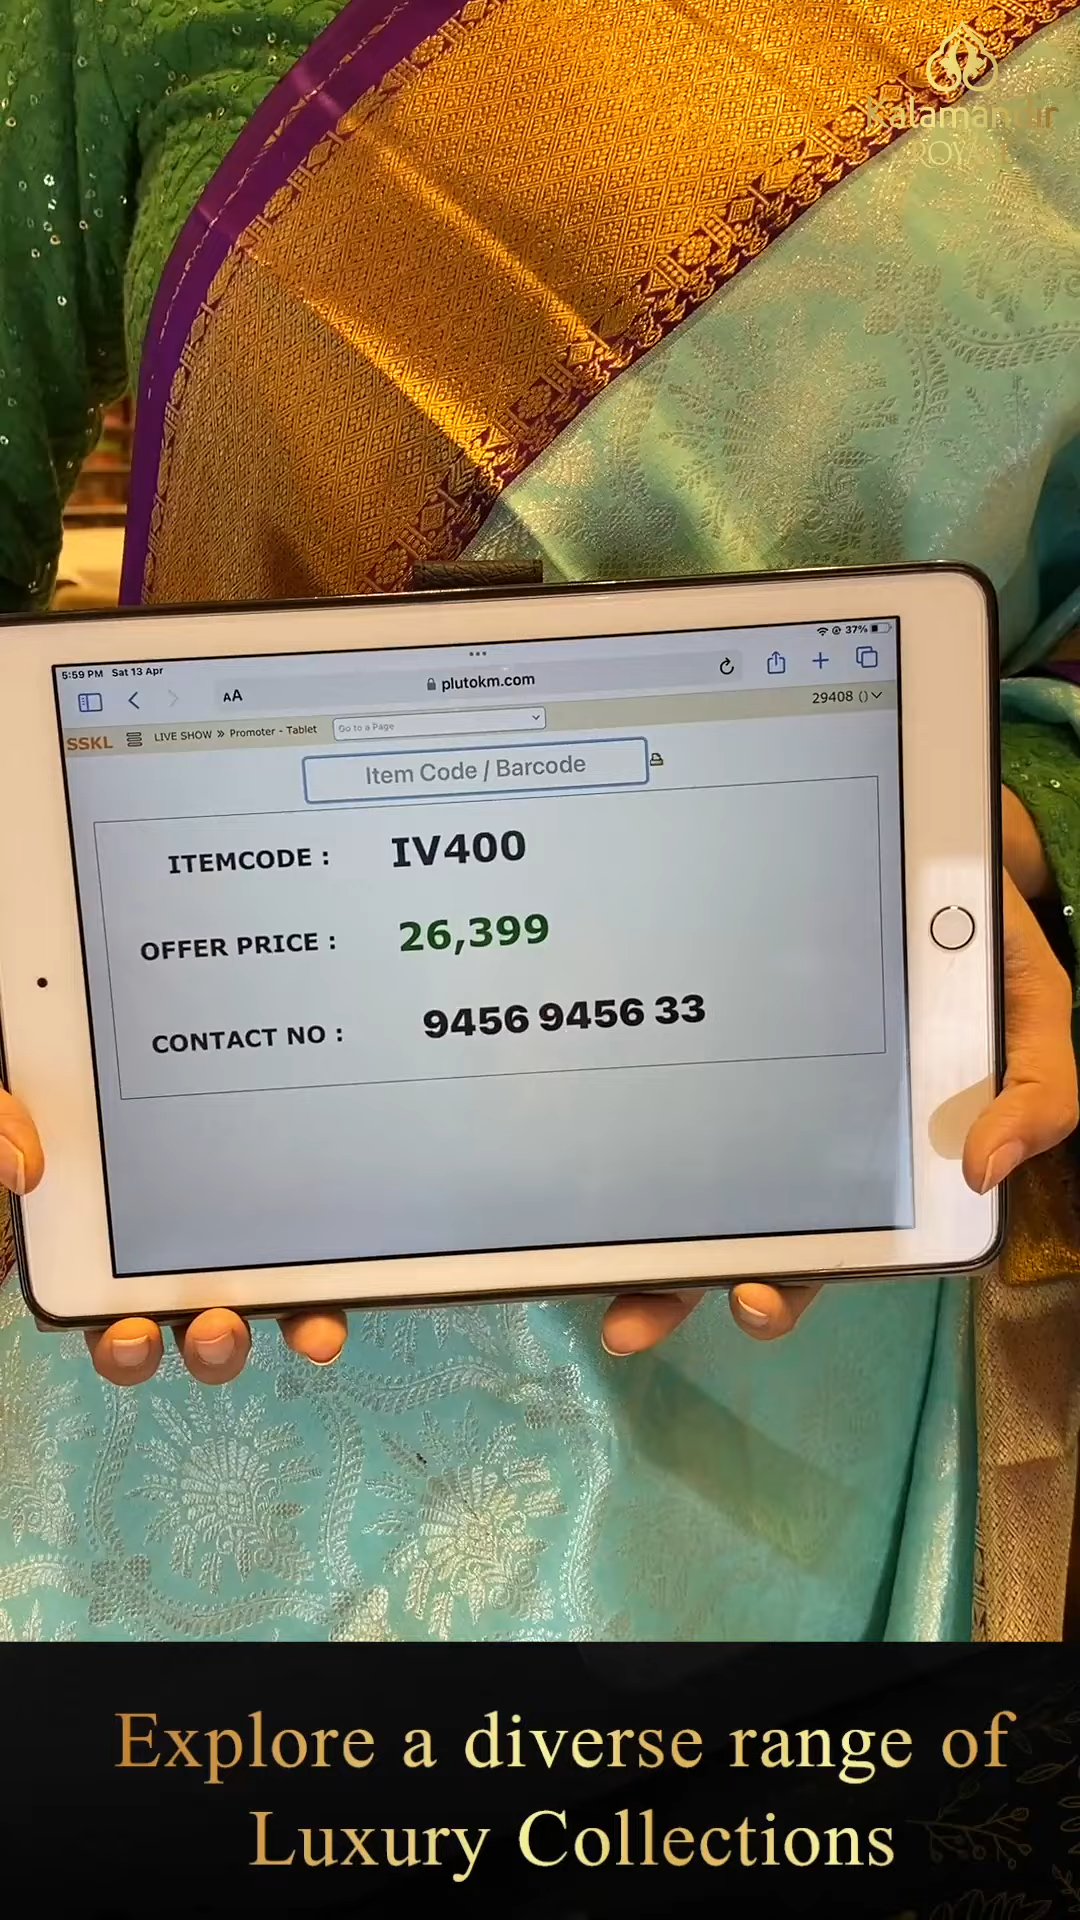 Kalamandir
ROYALE
5:59 PM Sat 13 Apr
37%
AA
plutokm.com
SSKL
LIVE SHOW » Promoter - Tablet
Go to a Page
29408 ()
Item Code / Barcode
ITEMCODE : IV400
OFFER PRICE : 26,399
CONTACT NO : 9456 9456 33
Explore a diverse range of
Luxury Collections